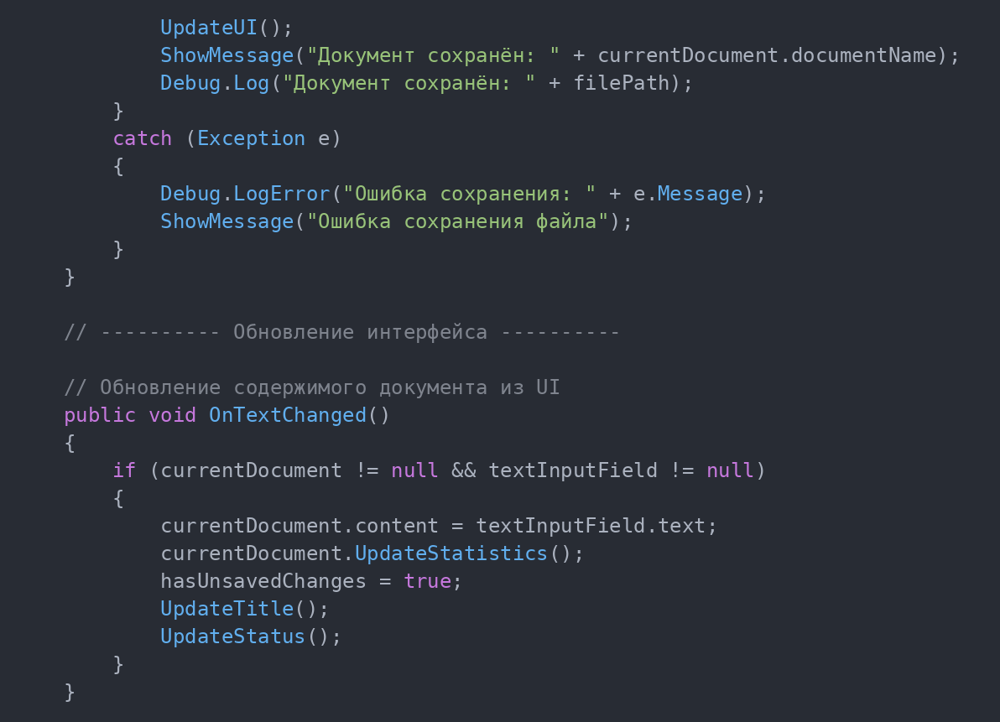 UpdateUI();
            ShowMessage("Документ сохранён: " + currentDocument.documentName);
            Debug.Log("Документ сохранён: " + filePath);
        }
        catch (Exception e)
        {
            Debug.LogError("Ошибка сохранения: " + e.Message);
            ShowMessage("Ошибка сохранения файла");
        }
    }

    // ---------- Обновление интерфейса ----------

    // Обновление содержимого документа из UI
    public void OnTextChanged()
    {
        if (currentDocument != null && textInputField != null)
        {
            currentDocument.content = textInputField.text;
            currentDocument.UpdateStatistics();
            hasUnsavedChanges = true;
            UpdateTitle();
            UpdateStatus();
        }
    }